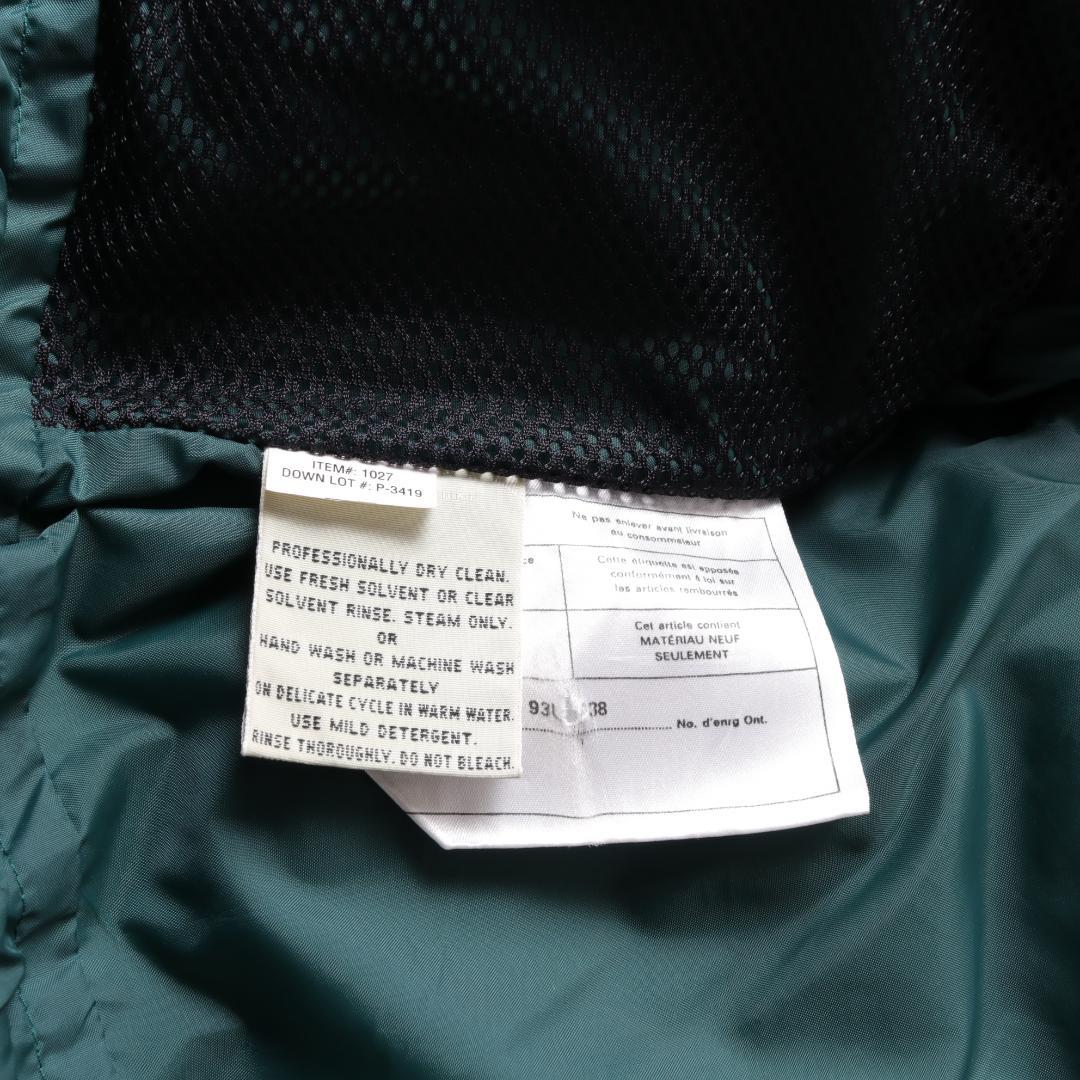 ITEM#: 1027
DOWN LOT #: P-3419
PROFESSIONALLY DRY CLEAN.
USE FRESH SOLVENT OR CLEAR
SOLVENT RINSE. STEAM ONLY.
OR
HAND WASH OR MACHINE WASH
SEPARATELY
ON DELICATE CYCLE IN WARM WATER.
USE MILD DETERGENT.
RINSE THOROUGHLY. DO NOT BLEACH.
Ne pas enlever avant livraison
au consommateur
ce
Cette étiquette est apposée
conformément à loi sur
les articles rembourrés
Cet article contient
MATÉRIAU NEUF
SEULEMENT
No. d'enrg Ont.